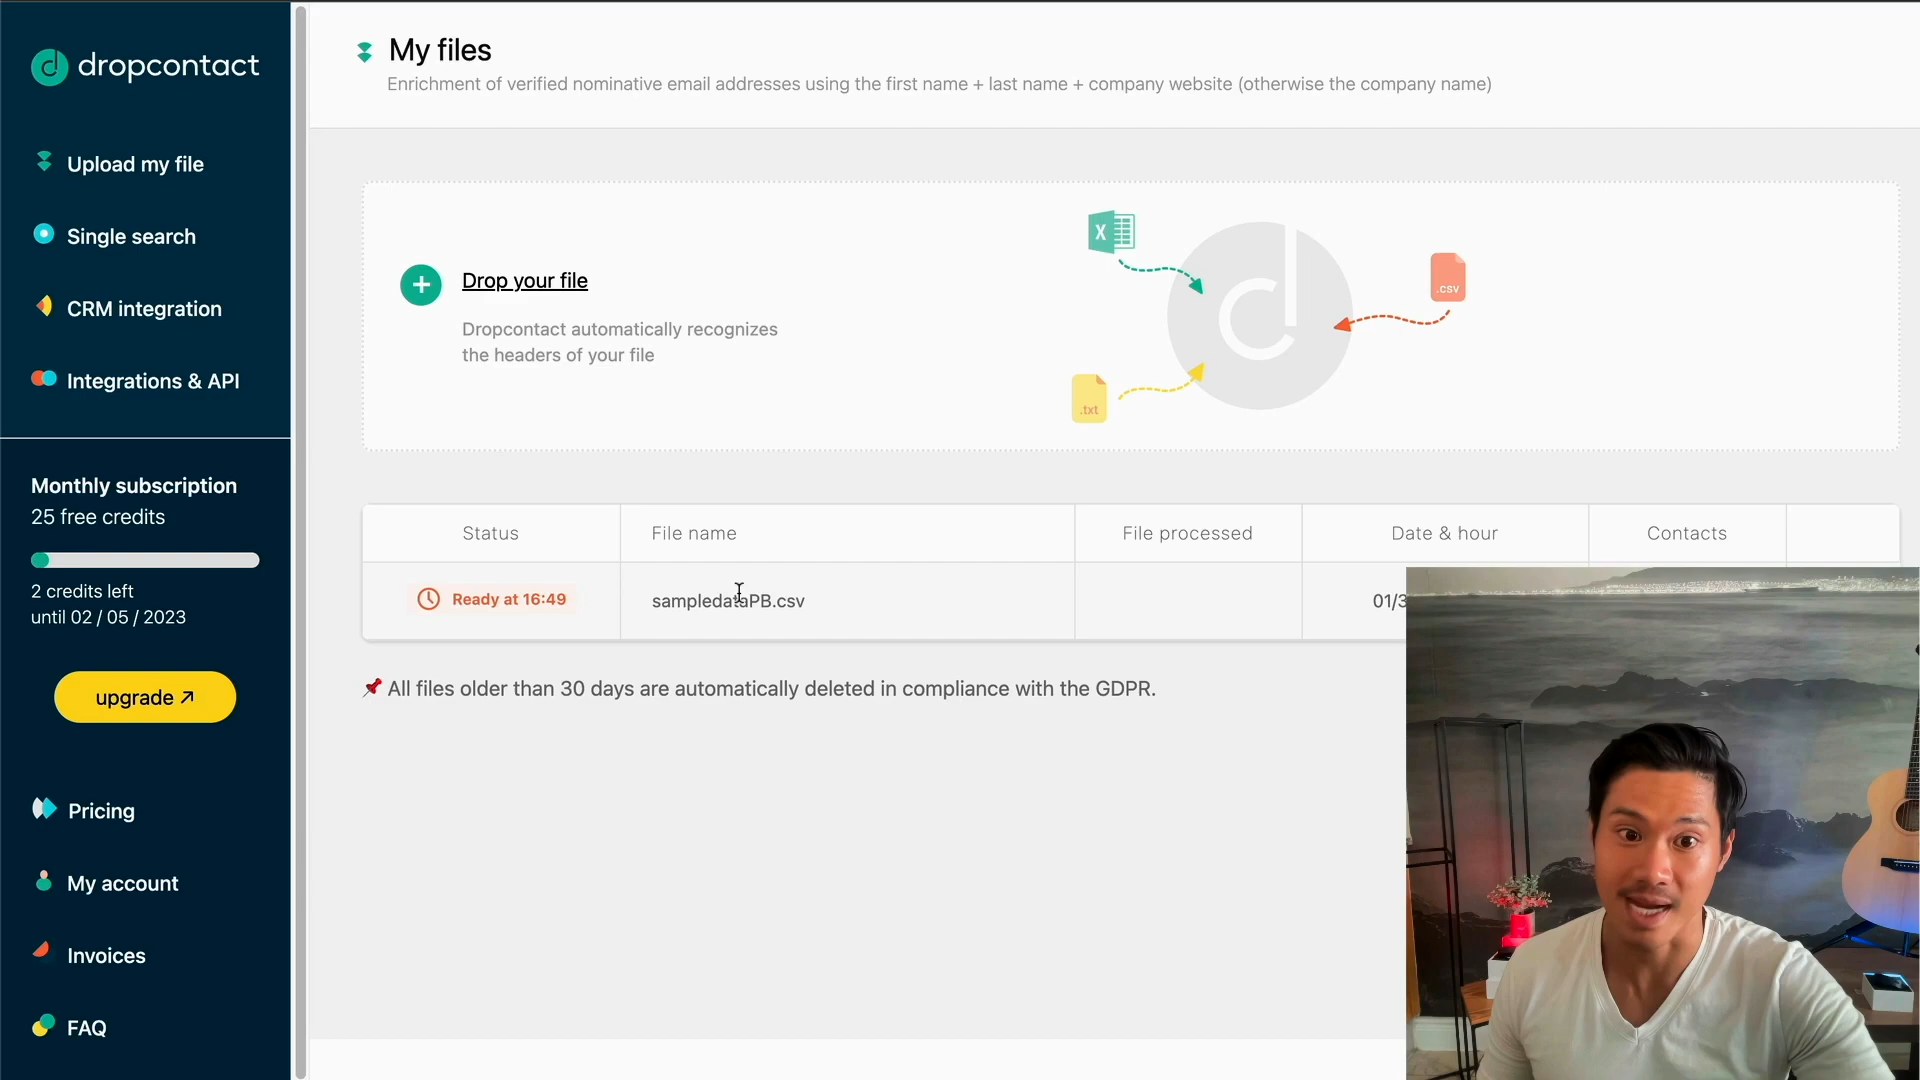 dropcontact
Upload my file
Single search
CRM integration
Integrations & API
Monthly subscription
25 free credits
2 credits left
until 02 / 05 / 2023
upgrade ↗
Pricing
My account
Invoices
FAQ
My files
Enrichment of verified nominative email addresses using the first name + last name + company website (otherwise the company name)
+ Drop your file
Dropcontact automatically recognizes
the headers of your file
X
.csv
.txt
Status File name File processed Date & hour Contacts
Ready at 16:49 sampledataPB.csv 01/3
All files older than 30 days are automatically deleted in compliance with the GDPR.